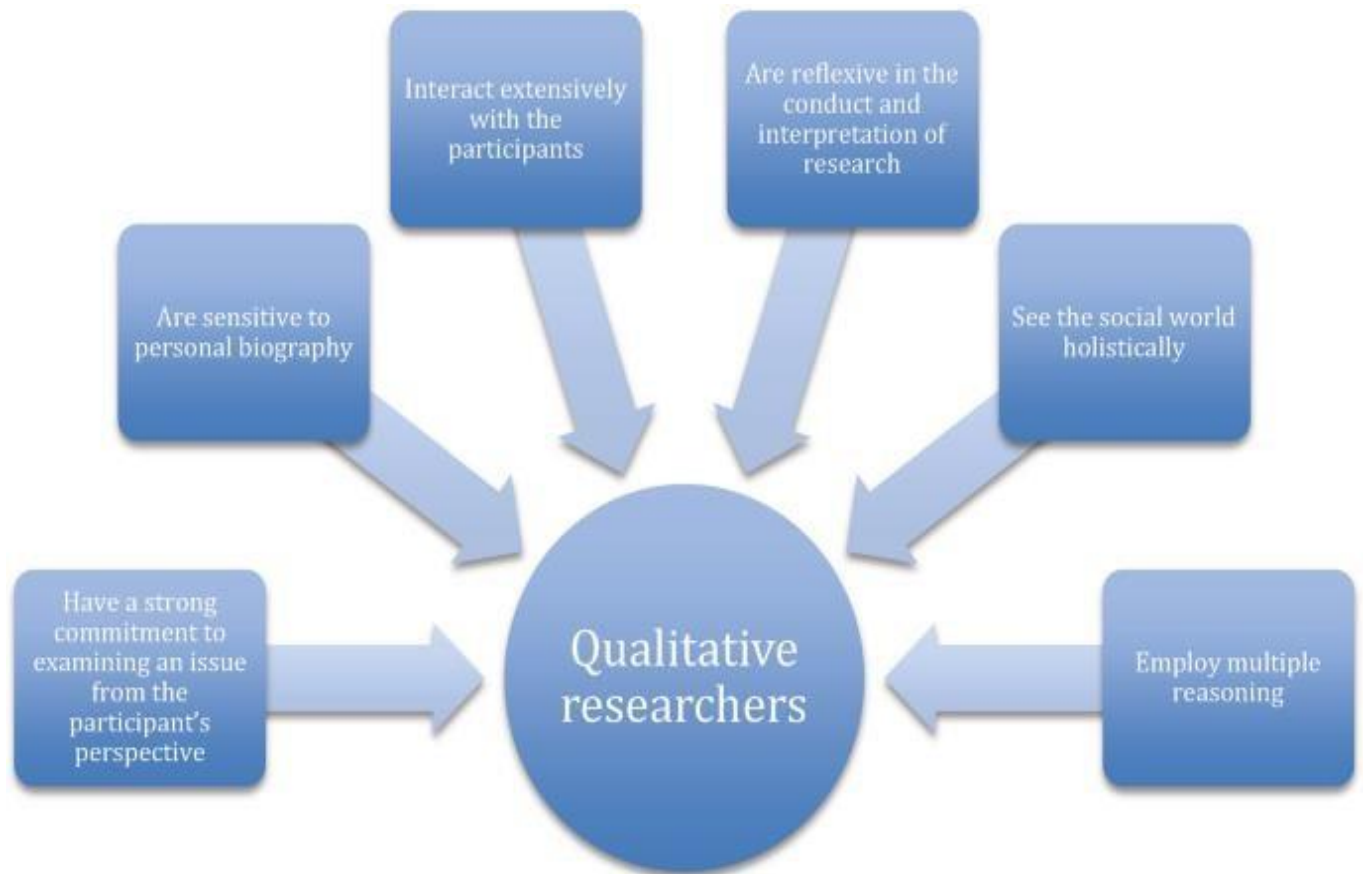 Interact extensively
with the
participants
Are reflexive in the
conduct and
interpretation of
research
Are sensitive to
personal biography
See the social world
holistically
Have a strong
commitment to
examining an issue
from the
participant's
perspective
Qualitative
researchers
Employ multiple
reasoning